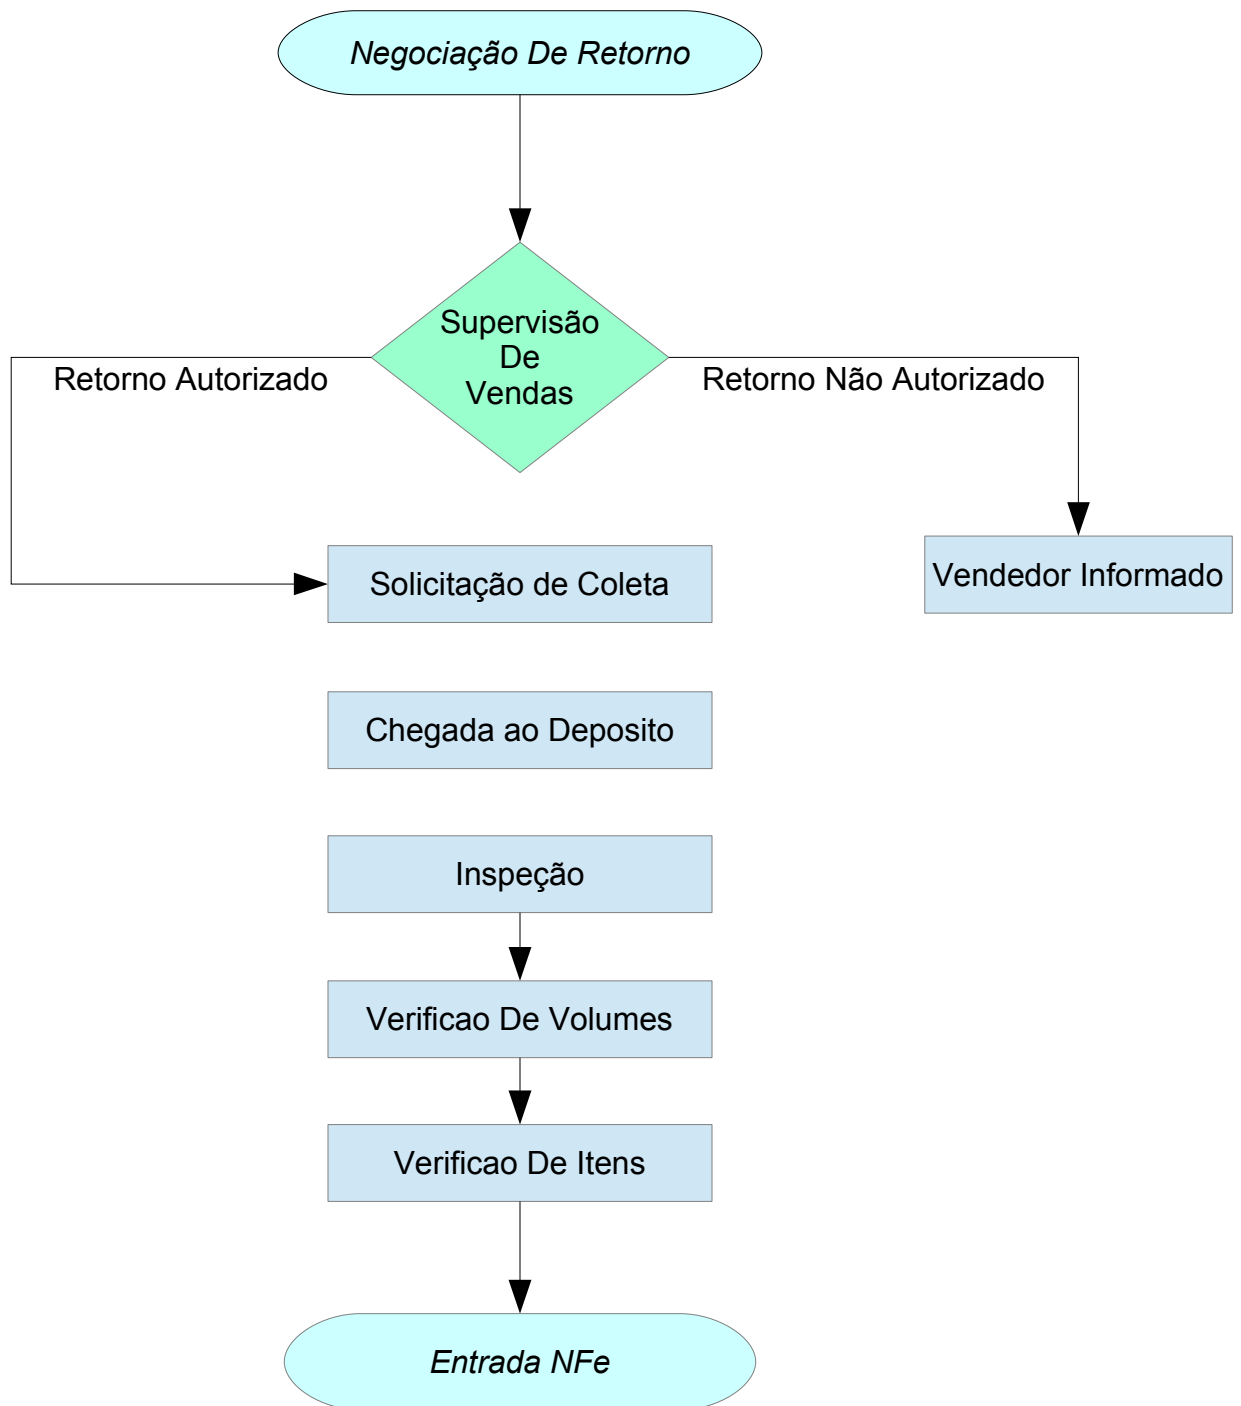 Negociação De Retorno
Supervisão
De
Vendas
Retorno Autorizado
Retorno Não Autorizado
Solicitação de Coleta
Vendedor Informado
Chegada ao Deposito
Inspeção
Verificao De Volumes
Verificao De Itens
Entrada NFe